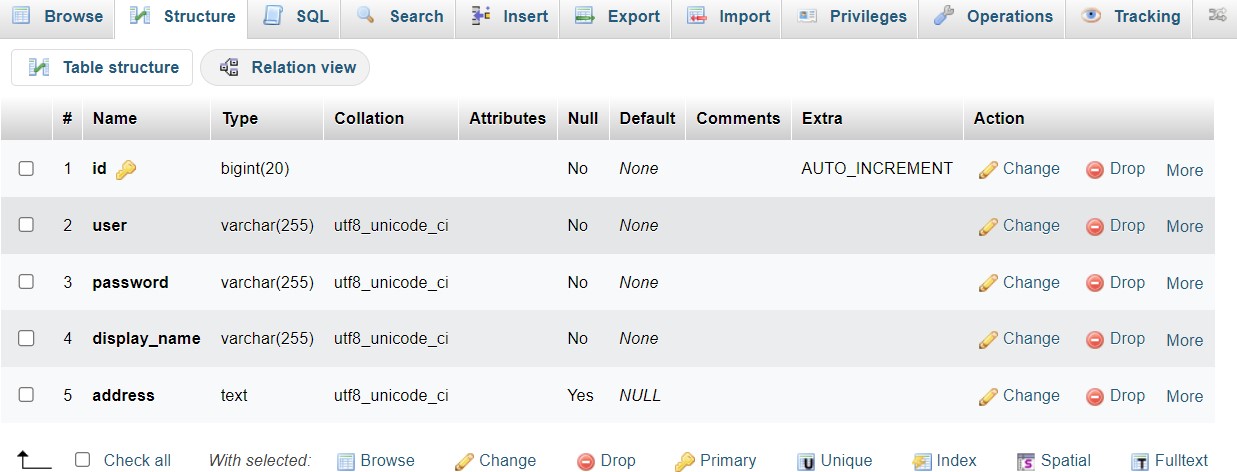 Browse Structure SQL Search Insert Export Import Privileges Operations Tracking
Table structure Relation view
# Name Type Collation Attributes Null Default Comments Extra Action
1 id bigint(20) No None AUTO_INCREMENT Change Drop More
2 user varchar(255) utf8_unicode_ci No None Change Drop More
3 password varchar(255) utf8_unicode_ci No None Change Drop More
4 display_name varchar(255) utf8_unicode_ci No None Change Drop More
5 address text utf8_unicode_ci Yes NULL Change Drop More
Check all With selected: Browse Change Drop Primary Unique Index Spatial Fulltext